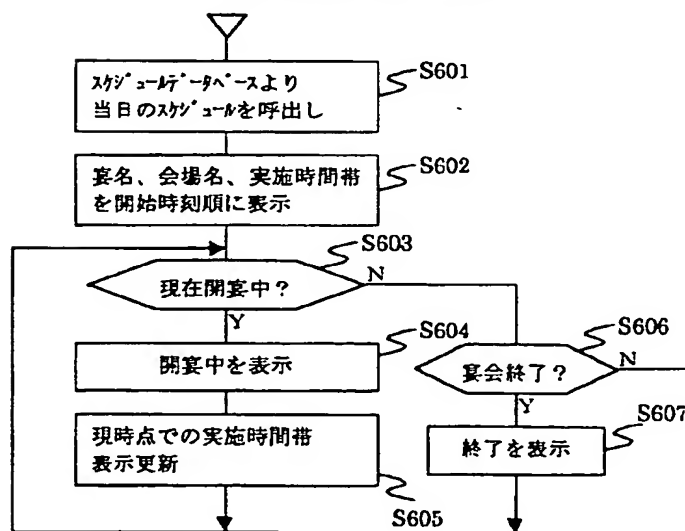 スケジュールデータベースより
当日のスケジュールを呼出し
S601
宴名、会場名、実施時間帯
を開始時刻順に表示
S602
現在開宴中？
S603
N
Y
開宴中を表示
S604
宴会終了？
S606
N
Y
現時点での実施時間帯
表示更新
S605
終了を表示
S607